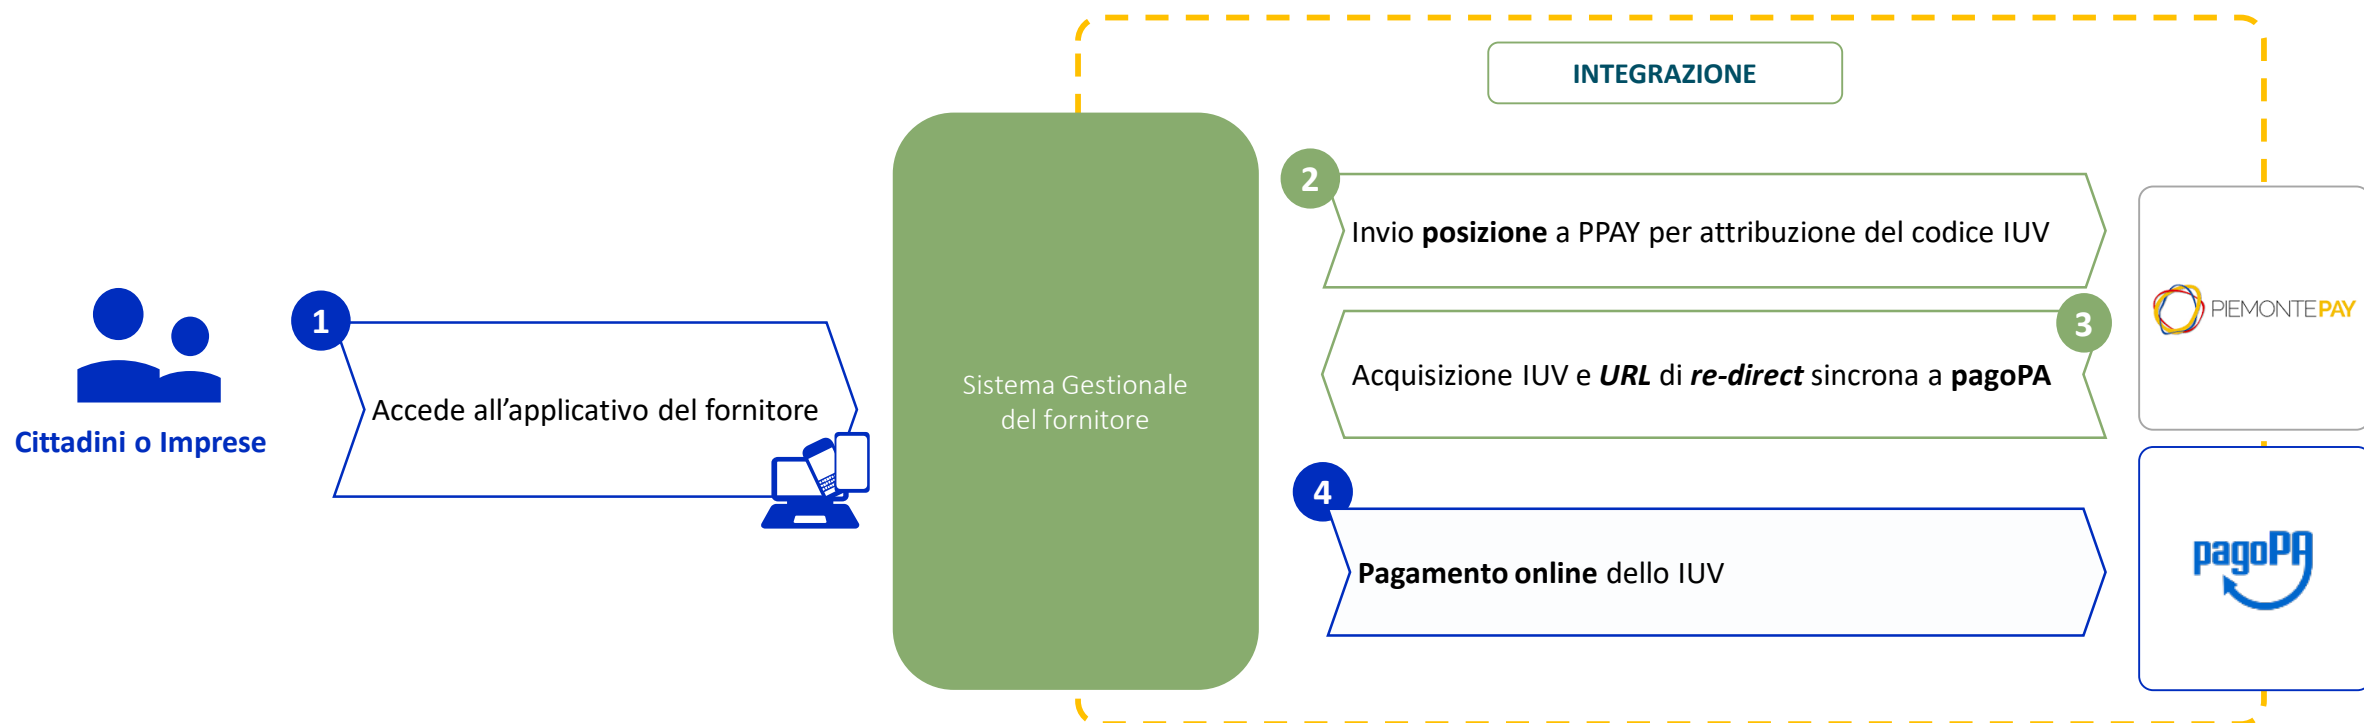 INTEGRAZIONE
2
Invio posizione a PPAY per attribuzione del codice IUV
1
Accede all’applicativo del fornitore
Cittadini o Imprese
Sistema Gestionale
del fornitore
3
Acquisizione IUV e URL di re-direct sincrona a pagoPA
4
Pagamento online dello IUV
PIEMONTEPAY
pagoPA